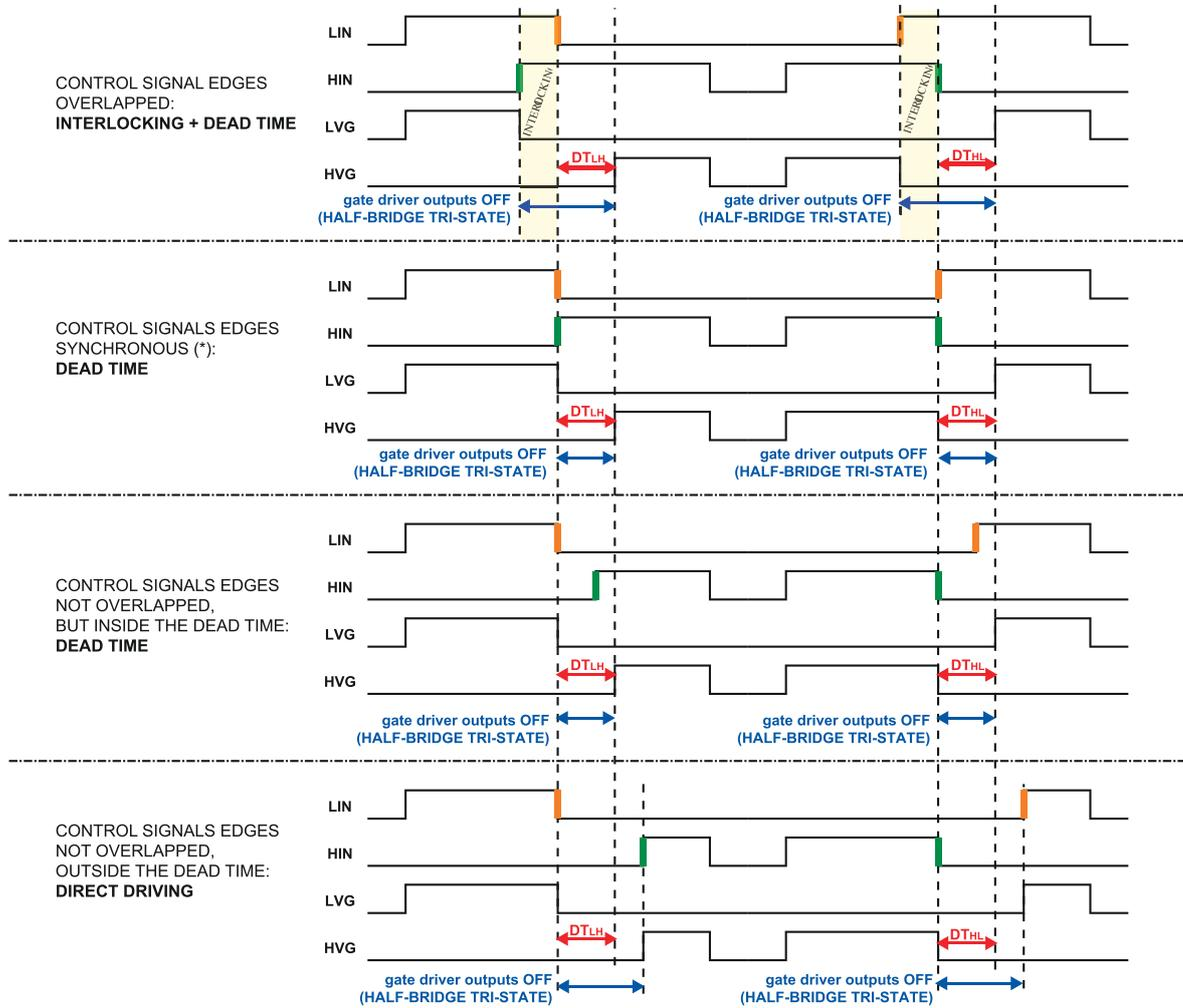 LIN
HIN
LVG
HVG
CONTROL SIGNAL EDGES
OVERLAPPED:
INTERLOCKING + DEAD TIME
INTERLOCKING
INTERLOCKING
DTLH
DTHL
gate driver outputs OFF
(HALF-BRIDGE TRI-STATE)
gate driver outputs OFF
(HALF-BRIDGE TRI-STATE)
LIN
HIN
LVG
HVG
CONTROL SIGNALS EDGES
SYNCHRONOUS (*):
DEAD TIME
DTLH
DTHL
gate driver outputs OFF
(HALF-BRIDGE TRI-STATE)
gate driver outputs OFF
(HALF-BRIDGE TRI-STATE)
LIN
HIN
LVG
HVG
CONTROL SIGNALS EDGES
NOT OVERLAPPED,
BUT INSIDE THE DEAD TIME:
DEAD TIME
DTLH
DTHL
gate driver outputs OFF
(HALF-BRIDGE TRI-STATE)
gate driver outputs OFF
(HALF-BRIDGE TRI-STATE)
LIN
HIN
LVG
HVG
CONTROL SIGNALS EDGES
NOT OVERLAPPED,
OUTSIDE THE DEAD TIME:
DIRECT DRIVING
DTLH
DTHL
gate driver outputs OFF
(HALF-BRIDGE TRI-STATE)
gate driver outputs OFF
(HALF-BRIDGE TRI-STATE)